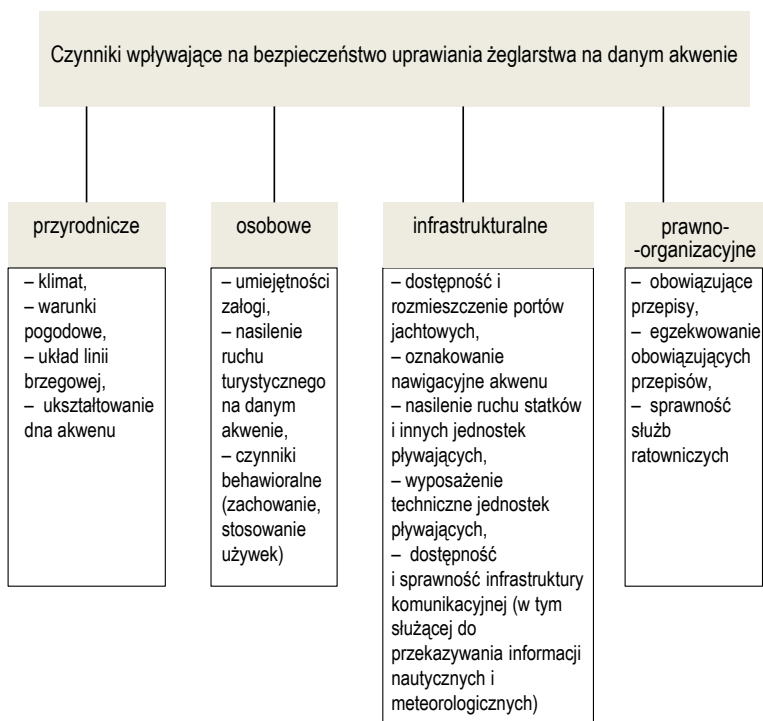 Czynniki wpływające na bezpieczeństwo uprawiania żeglarstwa na danym akwenie
przyrodnicze
– klimat,
– warunki
pogodowe,
– układ linii
brzegowej,
– ukształtowanie
dna akwenu
osobowe
– umiejętności
załogi,
– nasilenie
ruchu
turystycznego
na danym
akwenie,
– czynniki
behawioralne
(zachowanie,
stosowanie
używek)
infrastrukturalne
– dostępność i
rozmieszczenie portów
jachtowych,
– oznakowanie
nawigacyjne akwenu
– nasilenie ruchu statków
i innych jednostek
pływających,
– wyposażenie
techniczne jednostek
pływających,
– dostępność
i sprawność infrastruktury
komunikacyjnej (w tym
służącej do
przekazywania informacji
nautycznych i
meteorologicznych)
prawno-
-organizacyjne
– obowiązujące
przepisy,
– egzekwowanie
obowiązujących
przepisów,
– sprawność
służb
ratowniczych